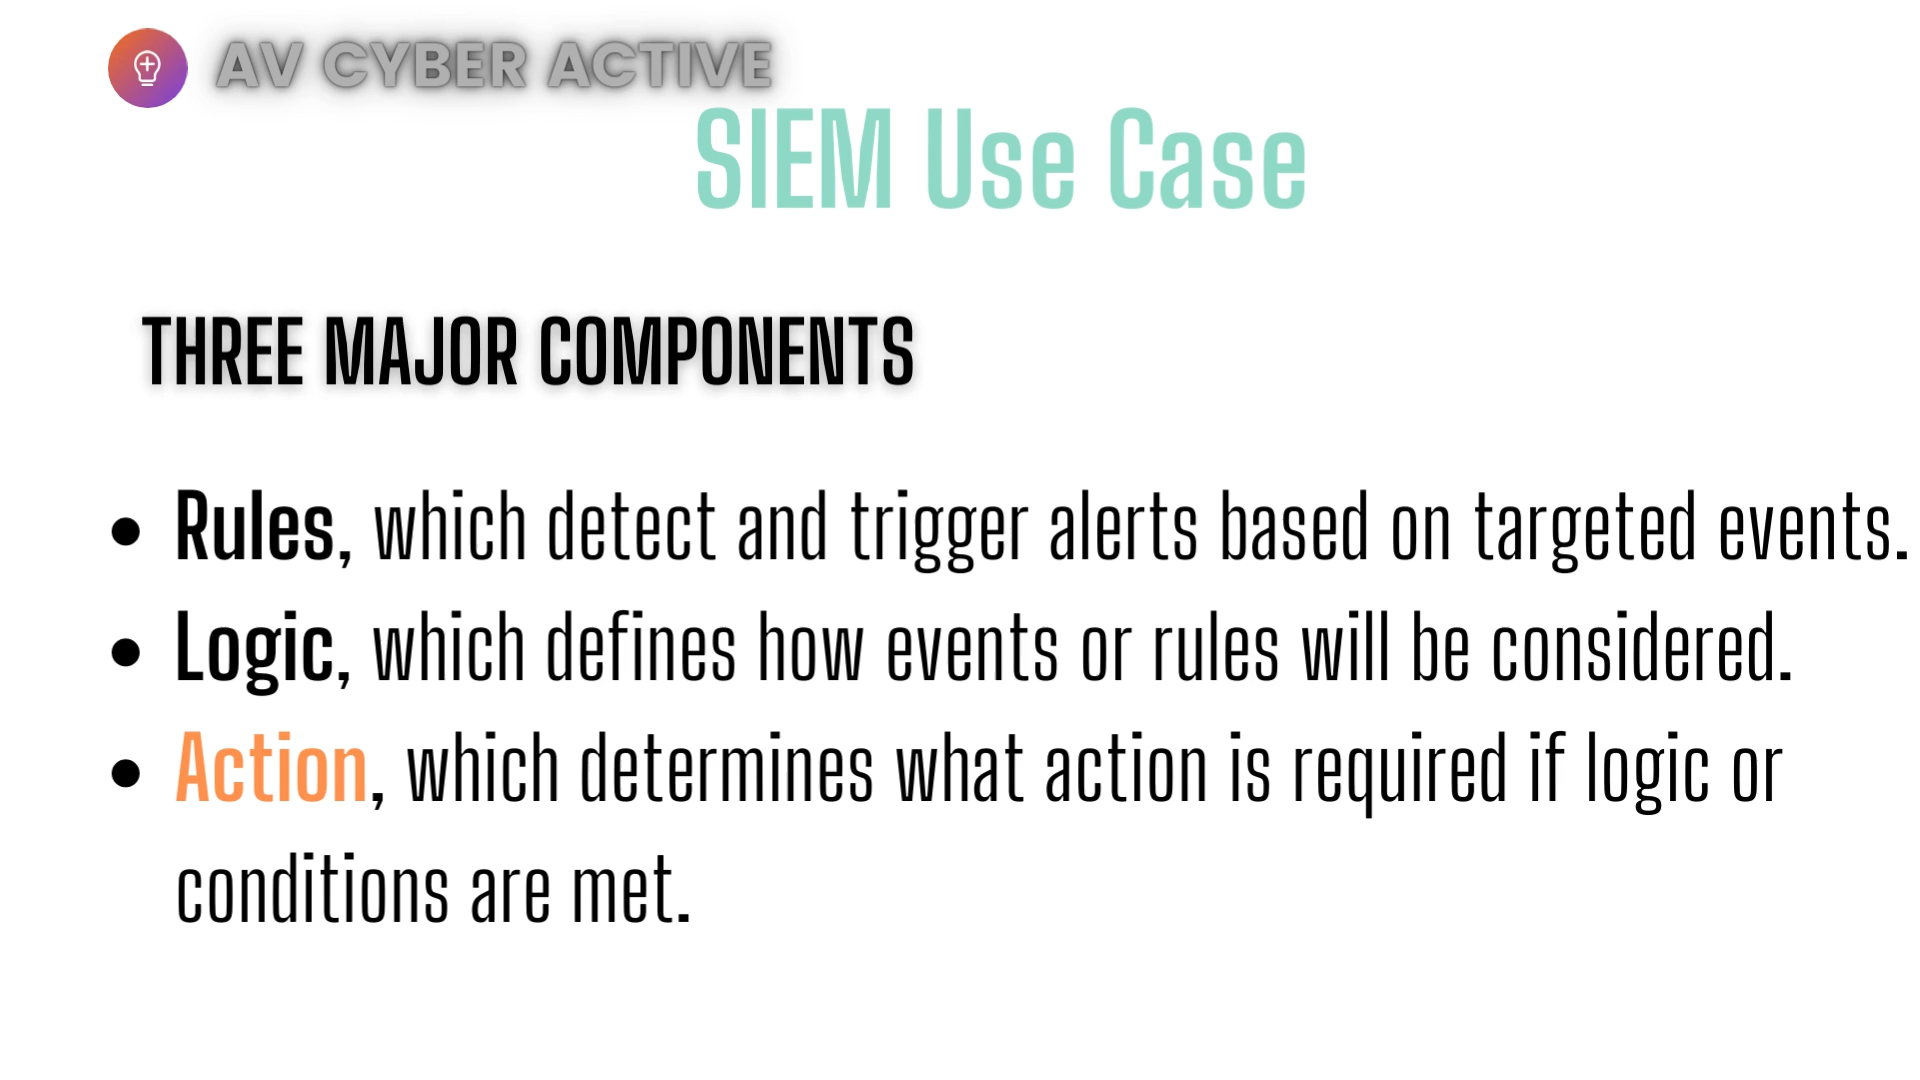 AV CYBER ACTIVE
SIEM Use Case
THREE MAJOR COMPONENTS
• Rules, which detect and trigger alerts based on targeted events.
• Logic, which defines how events or rules will be considered.
• Action, which determines what action is required if logic or
conditions are met.